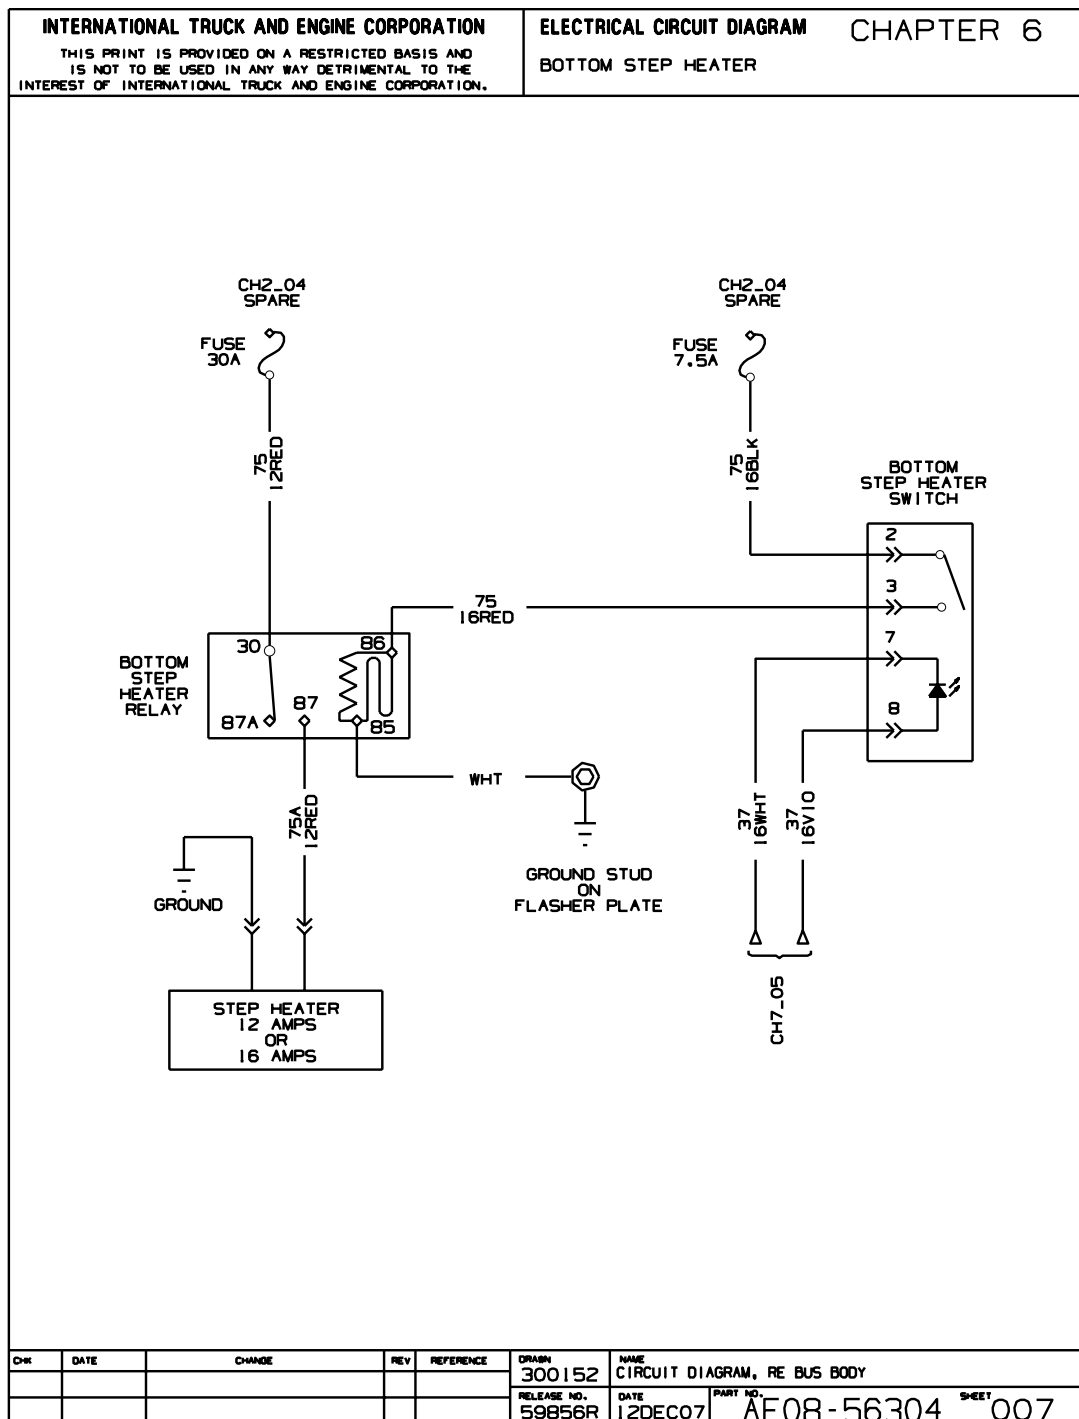 INTERNATIONAL TRUCK AND ENGINE CORPORATION
THIS PRINT IS PROVIDED ON A RESTRICTED BASIS AND
IS NOT TO BE USED IN ANY WAY DETRIMENTAL TO THE
INTEREST OF INTERNATIONAL TRUCK AND ENGINE CORPORATION.
ELECTRICAL CIRCUIT DIAGRAM
CHAPTER 6
BOTTOM STEP HEATER
CH2_04
SPARE
FUSE
30A
75
12RED
CH2_04
SPARE
FUSE
7.5A
75
16BLK
BOTTOM
STEP HEATER
SWITCH
2
3
7
8
75
16RED
BOTTOM
STEP
HEATER
RELAY
30
86
87
87A
85
WHT
75A
12RED
37
16WHT
37
16VIO
GROUND
GROUND STUD
ON
FLASHER PLATE
CH7_05
STEP HEATER
12 AMPS
OR
16 AMPS
CHK
DATE
CHANGE
REV
REFERENCE
DRAWN
300152
NAME
CIRCUIT DIAGRAM, RE BUS BODY
RELEASE NO.
59856R
DATE
12DEC07
PART NO.
AE08-56304
SHEET
007